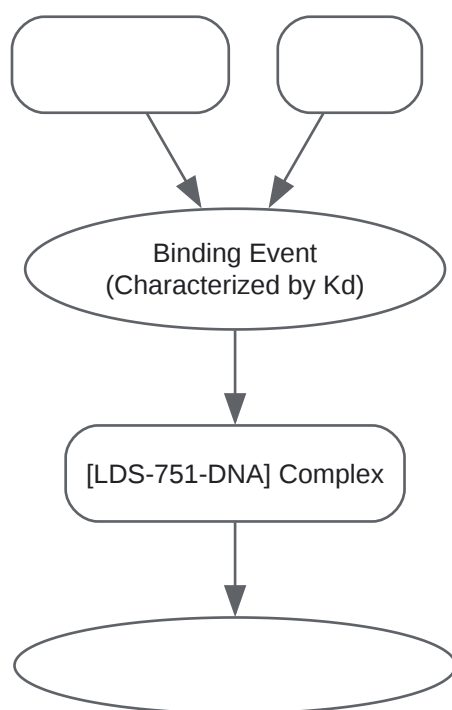 Binding Event
(Characterized by Kd)
[LDS-751-DNA] Complex